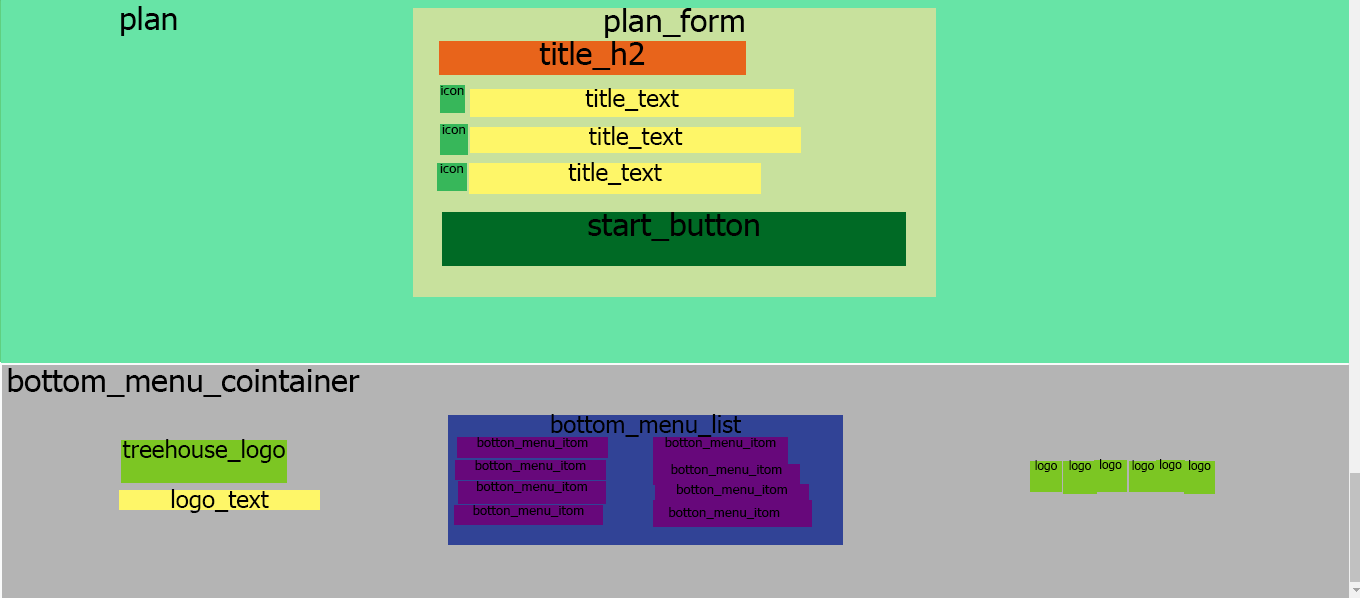 plan
plan_form
title_h2
icon title_text
icon title_text
icon title_text
start_button
bottom_menu_cointainer
treehouse_logo
logo_text
bottom_menu_list
botton_menu_itom botton_menu_itom
botton_menu_itom botton_menu_itom
botton_menu_itom botton_menu_itom
botton_menu_itom botton_menu_itom
logo logo logo logo logo logo